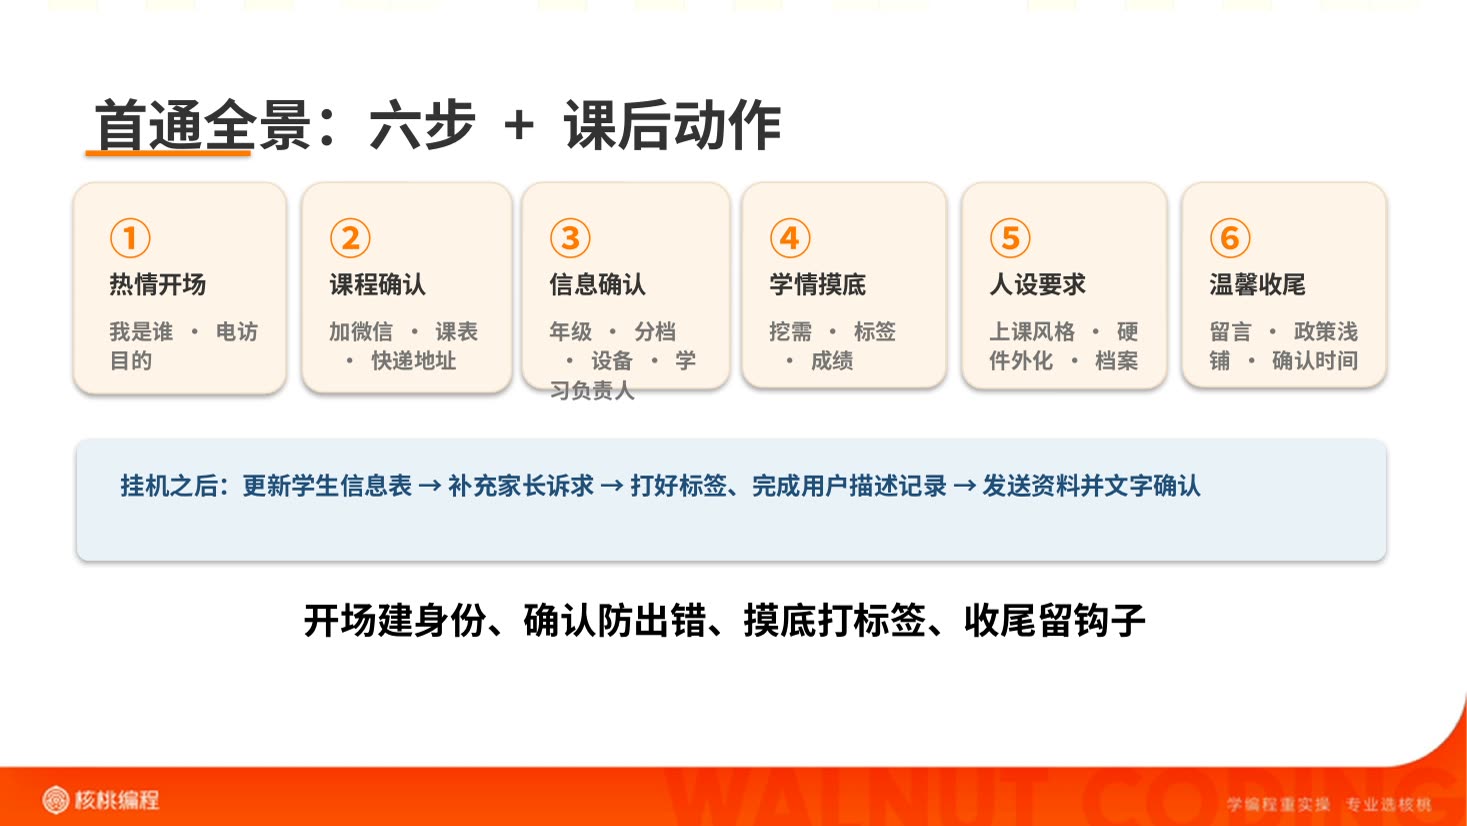 首通全景：六步 + 课后动作
①
热情开场
我是谁 • 电访
目的
②
课程确认
加微信 • 课表
• 快递地址
③
信息确认
年级 • 分档
• 设备 • 学
习负责人
④
学情摸底
挖需 • 标签
• 成绩
⑤
人设要求
上课风格 • 硬
件外化 • 档案
⑥
温馨收尾
留言 • 政策浅
铺 • 确认时间
挂机之后：更新学生信息表 → 补充家长诉求 → 打好标签、完成用户描述记录 → 发送资料并文字确认
开场建身份、确认防出错、摸底打标签、收尾留钩子
WALNUT CODING
核桃编程
学编程重实操 专业选核桃